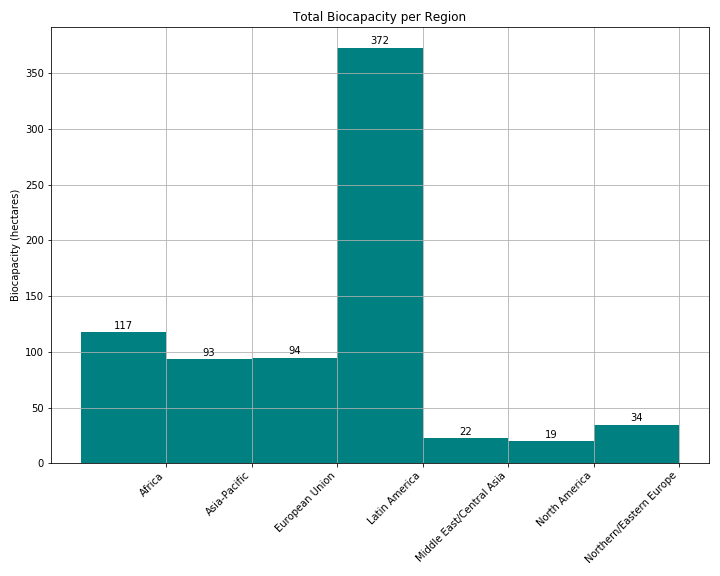 Total Biocapacity per Region
Biocapacity (hectares)
350
300
250
200
150
100
50
0
117
93
94
372
22
19
34
Africa
Asia-Pacific
European Union
Latin America
Middle East/Central Asia
North America
Northern/Eastern Europe